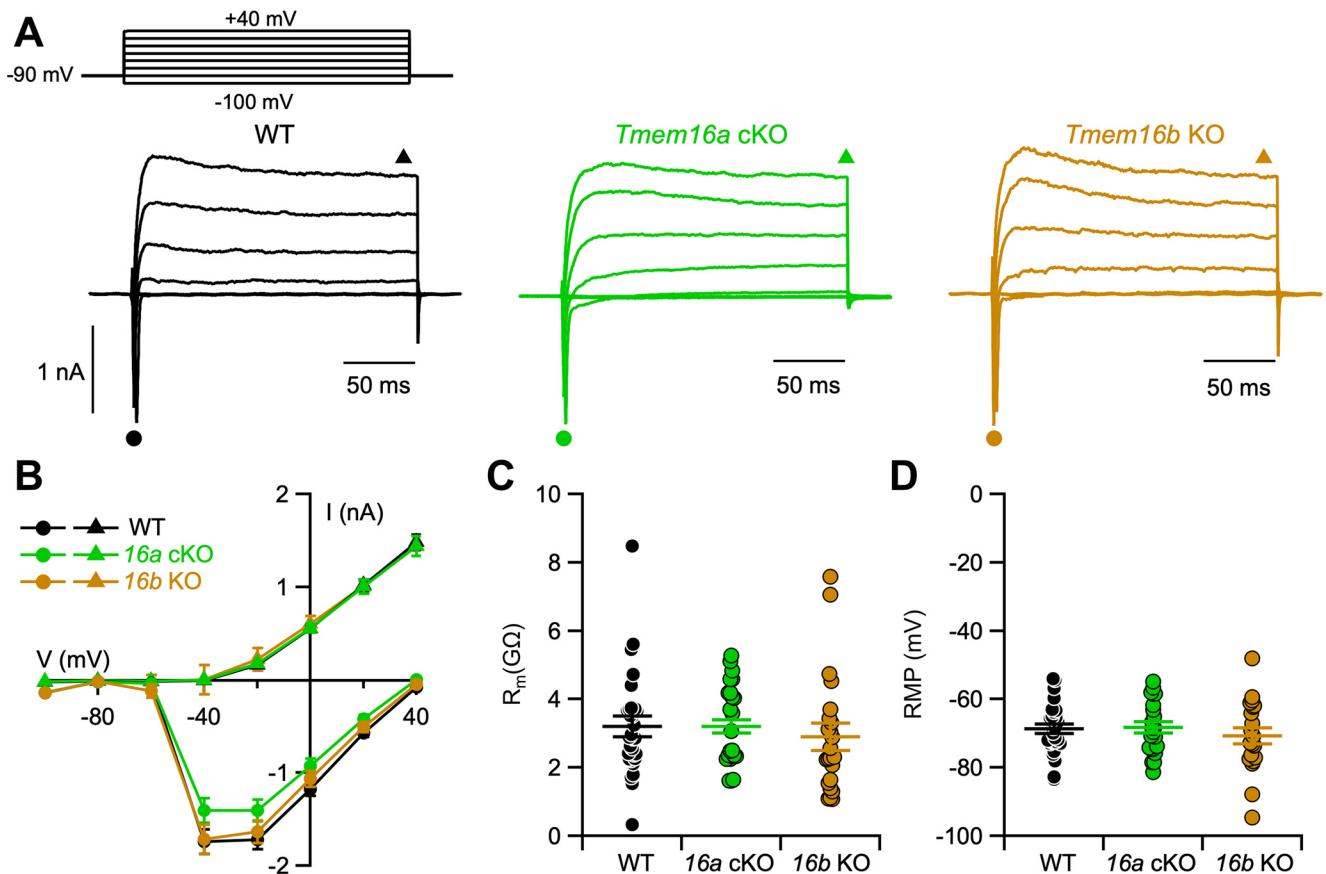 A
+40 mV
-90 mV
-100 mV
WT
Tmem16a cKO
Tmem16b KO
1 nA
50 ms
50 ms
50 ms
B
2
I (nA)
WT
16a cKO
16b KO
1
V (mV)
-80
-40
40
-1
-2
C
10
8
6
4
2
0
Rm(GΩ)
WT
16a cKO
16b KO
D
0
-20
-40
-60
-80
-100
RMP (mV)
WT
16a cKO
16b KO